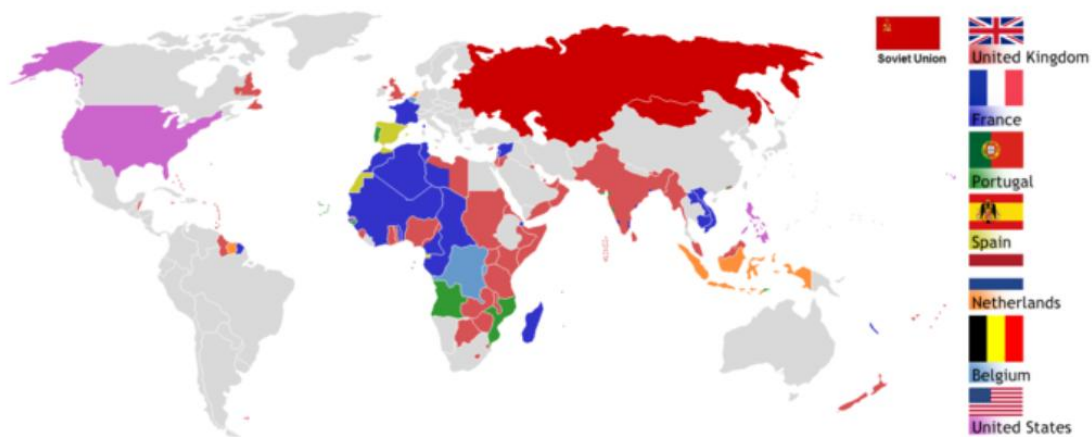 Soviet Union
United Kingdom
France
Portugal
Spain
Netherlands
Belgium
United States